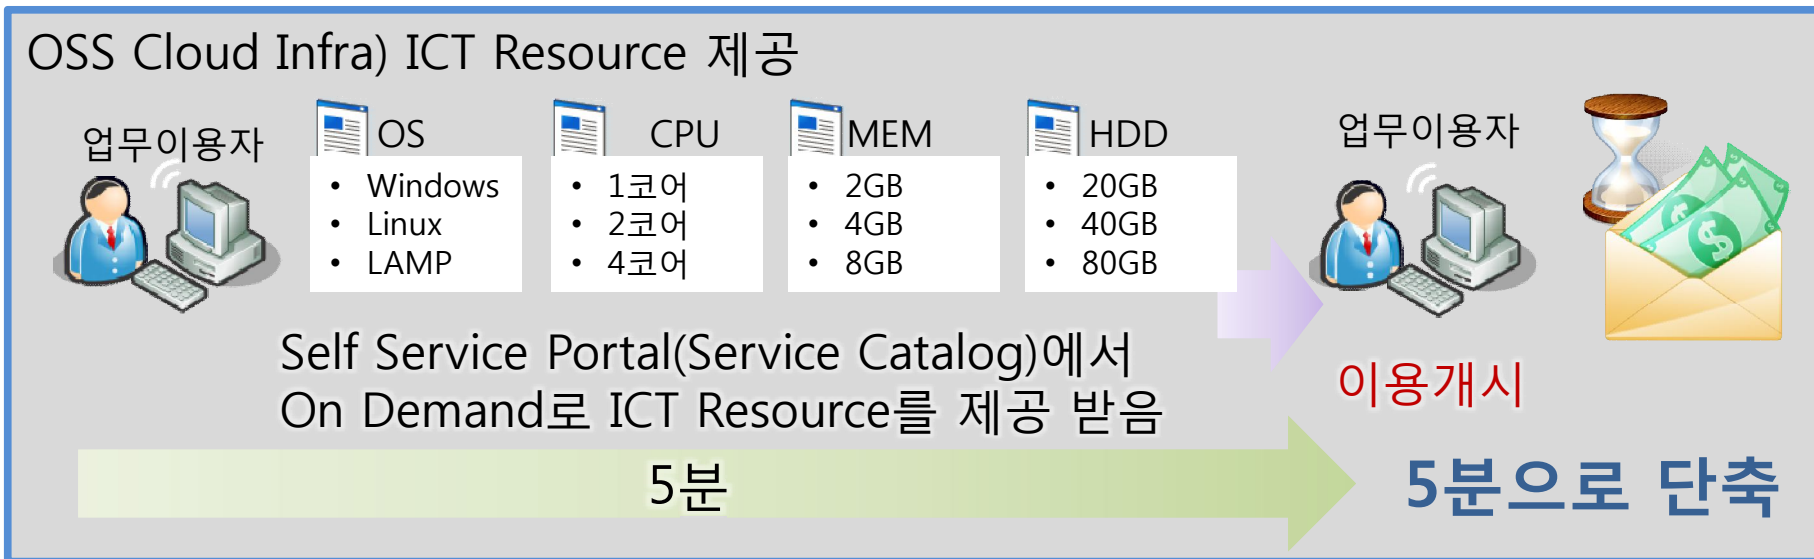 OSS Cloud Infra) ICT Resource 제공
업무이용자
OS
• Windows
• Linux
• LAMP
CPU
• 1코어
• 2코어
• 4코어
MEM
• 2GB
• 4GB
• 8GB
HDD
• 20GB
• 40GB
• 80GB
업무이용자
이용개시
Self Service Portal(Service Catalog)에서
On Demand로 ICT Resource를 제공 받음
5분
5분으로 단축